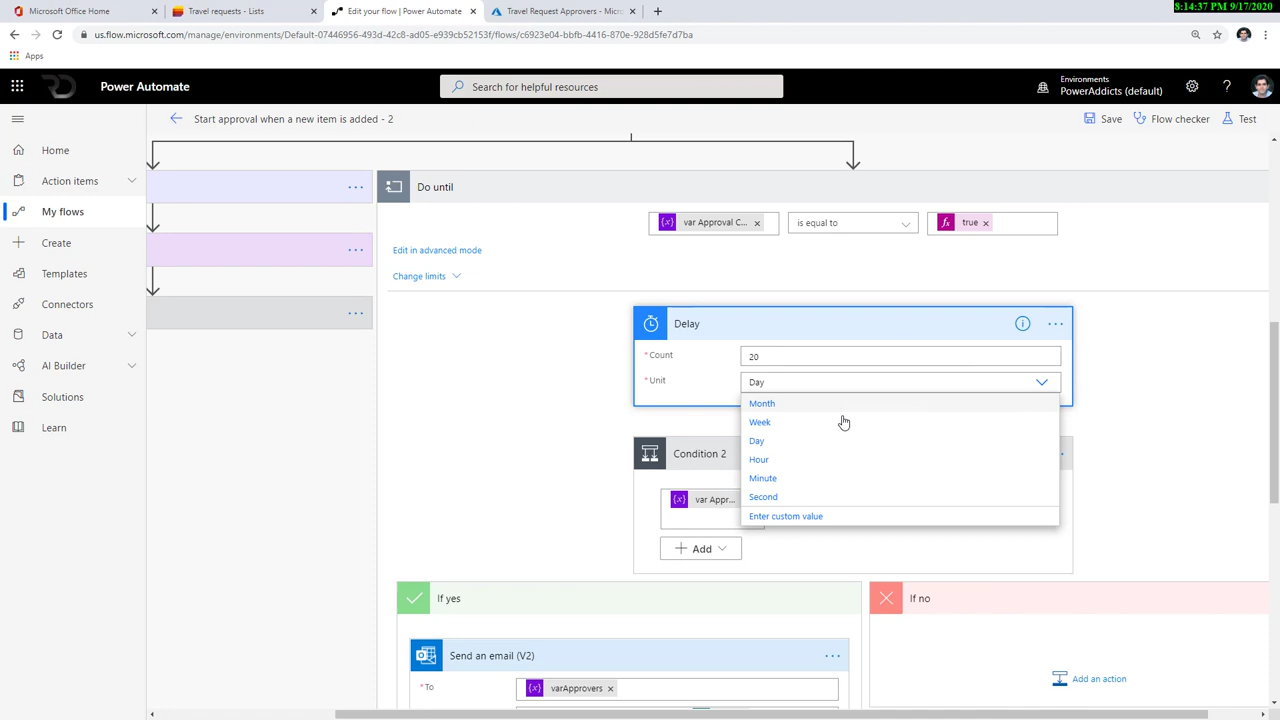 8:14:37 PM 9/17/2020
Microsoft Office Home
Travel requests - Lists
Edit your flow | Power Automate
Travel Request Approvers - Micros
us.flow.microsoft.com/manage/environments/Default-07446956-493d-42c8-ad05-e939cb52153f/flows/c6923e04-bbfb-4416-870e-928d5fe7d7ba
Apps
Power Automate
Search for helpful resources
Environments
PowerAddicts (default)
Start approval when a new item is added - 2
Save
Flow checker
Test
Home
Action items
My flows
Create
Templates
Connectors
Data
AI Builder
Solutions
Learn
Do until
{x} var Approval C...
is equal to
fx true
Edit in advanced mode
Change limits
Delay
*Count
20
*Unit
Day
Month
Week
Day
Hour
Minute
Second
Enter custom value
Condition 2
{x} var Appr...
Add
If yes
If no
Send an email (V2)
*To
{x} varApprovers
Add an action